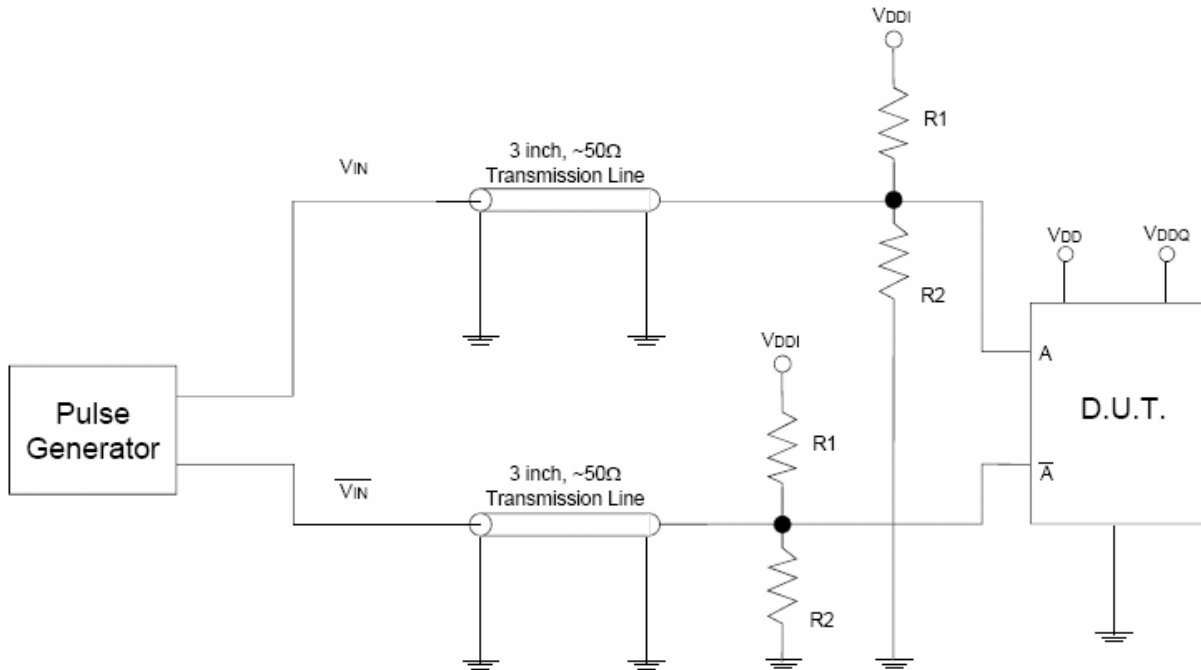 VDDI
R1
3 inch, ~50Ω
Transmission Line
VIN
R2
VDD
VDDQ
VDDI
A
Pulse
Generator
R1
D.U.T.
3 inch, ~50Ω
Transmission Line
V̅I̅N̅
A̅
R2